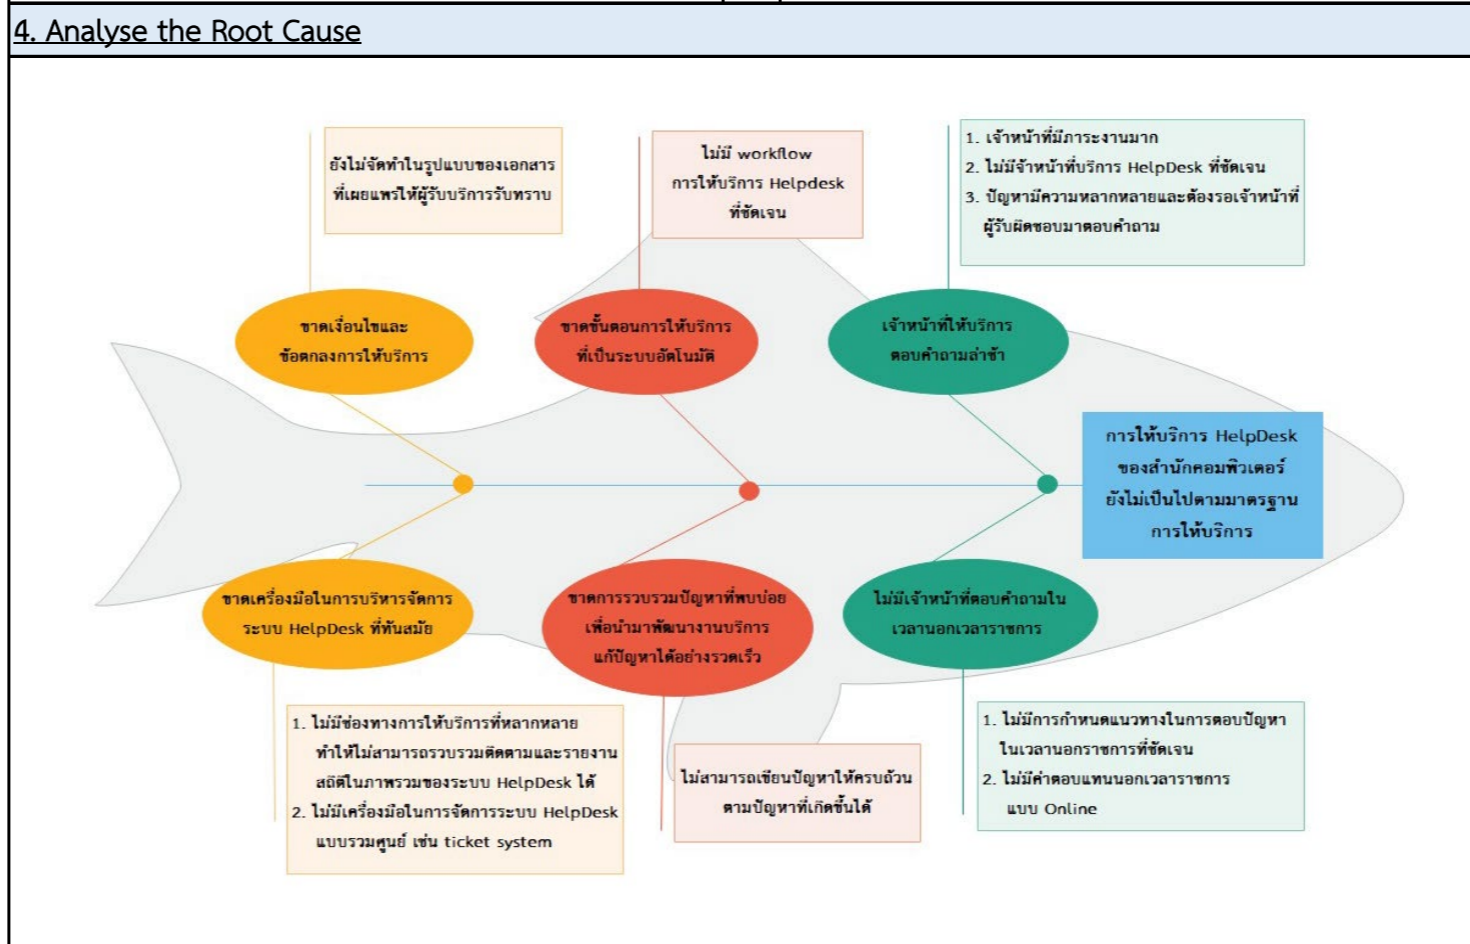 4. Analyse the Root Cause
ยังไม่จัดทำในรูปแบบของเอกสาร
ที่เผยแพร่ให้ผู้รับบริการรับทราบ
ไม่มี workflow
การให้บริการ Helpdesk
ที่ชัดเจน
1. เจ้าหน้าที่มีภาระงานมาก
2. ไม่มีจ้าหน้าที่บริการ HelpDesk ที่ชัดเจน
3. ปัญหามีความหลากหลายและต้องรอเจ้าหน้าที่
ผู้รับผิดชอบมาตอบคำถาม
ขาดเงื่อนไขและ
ข้อตกลงการให้บริการ
ขาดขั้นตอนการให้บริการ
ที่เป็นระบบอัตโนมัติ
เจ้าหน้าที่ให้บริการ
ตอบคำถามล่าช้า
การให้บริการ HelpDesk
ของสำนักคอมพิวเตอร์
ยังไม่เป็นไปตามมาตรฐาน
การให้บริการ
ขาดเครื่องมือในการบริหารจัดการ
ระบบ HelpDesk ที่ทันสมัย
ขาดการรวบรวมปัญหาที่พบบ่อย
เพื่อนำมาพัฒนางานบริการ
แก้ปัญหาได้อย่างรวดเร็ว
ไม่มีเจ้าหน้าที่ตอบคำถามใน
เวลานอกเวลาราชการ
1. ไม่มีช่องทางการให้บริการที่หลากหลาย
ทำให้ไม่สามารถรวบรวมติดตามและรายงาน
สถิติในภาพรวมของระบบ HelpDesk ได้
2. ไม่มีเครื่องมือในการจัดการระบบ HelpDesk
แบบรวมศูนย์ เช่น ticket system
ไม่สามารถเขียนปัญหาให้ครบถ้วน
ตามปัญหาที่เกิดขึ้นได้
1. ไม่มีการกำหนดแนวทางในการตอบปัญหา
ในเวลานอกราชการที่ชัดเจน
2. ไม่มีค่าตอบแทนนอกเวลาราชการ
แบบ Online